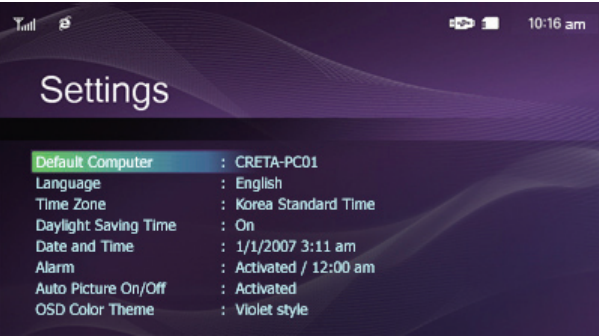 10:16 am
Settings
Default Computer : CRETA-PC01
Language : English
Time Zone : Korea Standard Time
Daylight Saving Time : On
Date and Time : 1/1/2007 3:11 am
Alarm : Activated / 12:00 am
Auto Picture On/Off : Activated
OSD Color Theme : Violet style